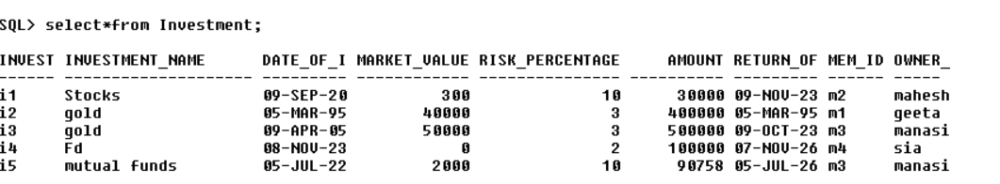 SQL> select*from Investment;
INVEST INVESTMENT_NAME DATE_OF_I MARKET_VALUE RISK_PERCENTAGE AMOUNT RETURN_OF MEM_ID OWNER_
------ -------------------- --------- ------------ --------------- ---------- --------- ------ ------
i1 Stocks 09-SEP-20 300 10 30000 09-NOV-23 m2 mahesh
i2 gold 05-MAR-95 40000 3 400000 05-MAR-95 m1 geeta
i3 gold 09-APR-05 50000 3 500000 09-OCT-23 m3 manasi
i4 Fd 08-NOV-23 0 2 100000 07-NOV-26 m4 sia
i5 mutual funds 05-JUL-22 2000 10 90758 05-JUL-26 m3 manasi